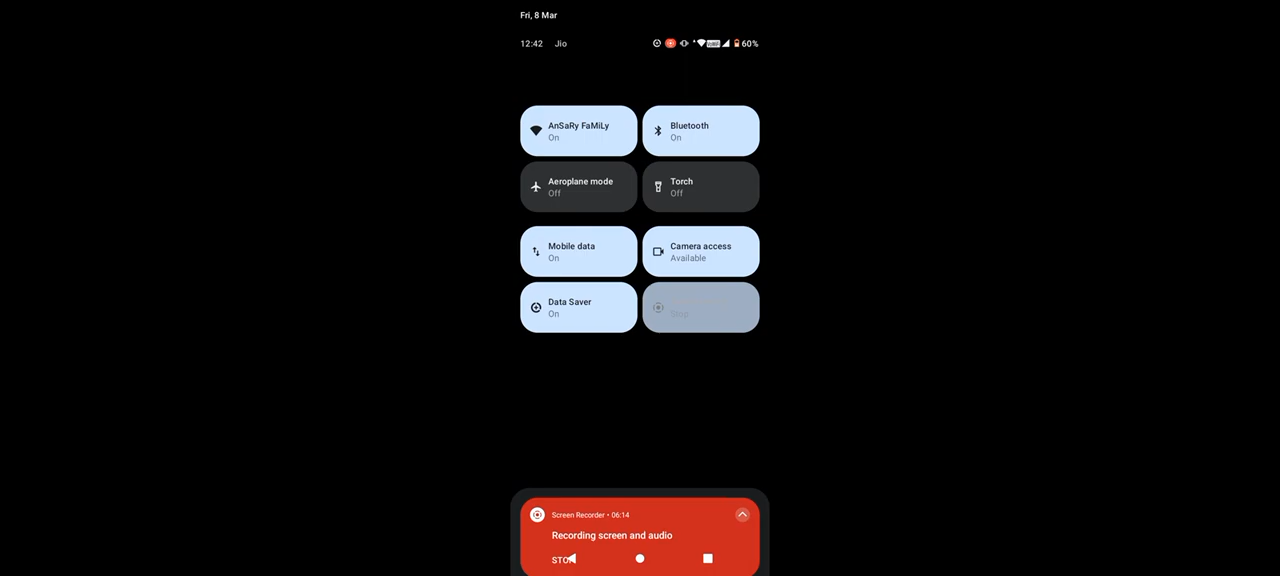 Fri, 8 Mar
12:42 Jio 60%
AnSaRy FaMiLy
On
Bluetooth
On
Aeroplane mode
Off
Torch
Off
Mobile data
On
Camera access
Available
Data Saver
On
Stop
Screen Recorder • 06:14
Recording screen and audio